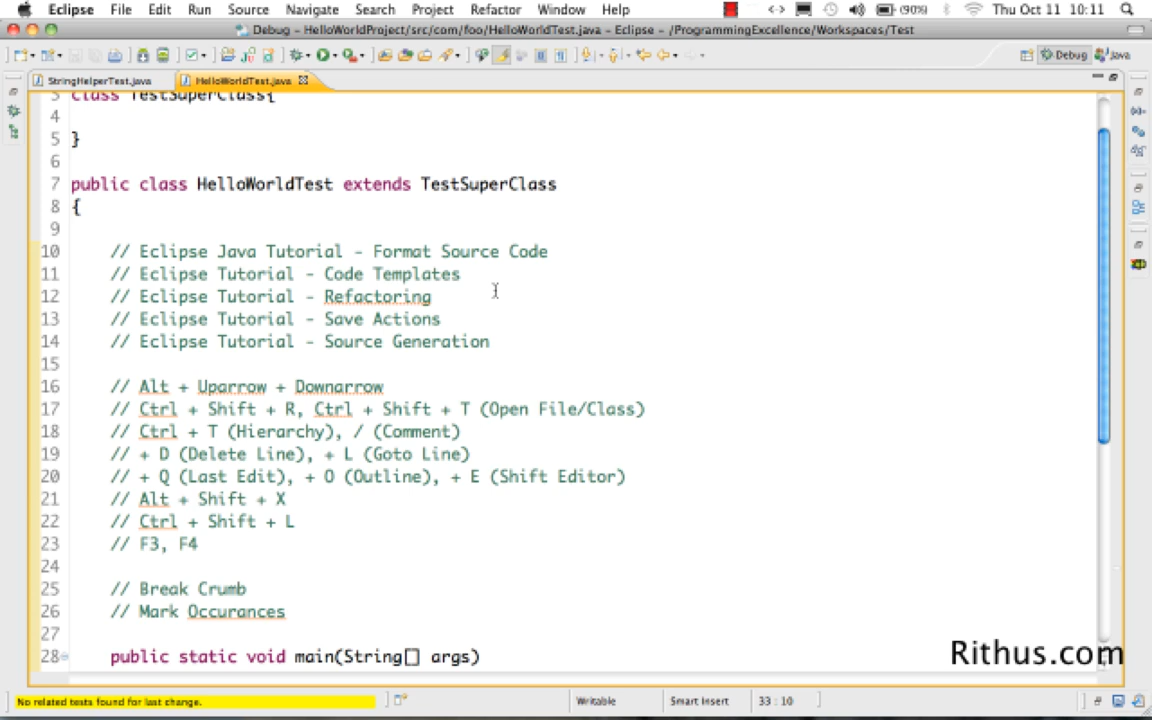 Eclipse File Edit Run Source Navigate Search Project Refactor Window Help (90%) Thu Oct 11 10:11
Debug – HelloWorldProject/src/com/foo/HelloWorldTest.java – Eclipse – /ProgrammingExcellence/Workspaces/Test
Debug Java
StringHelperTest.java HelloWorldTest.java
3 class TestSuperClass{
4
5 }
6
7 public class HelloWorldTest extends TestSuperClass
8 {
9
10 // Eclipse Java Tutorial - Format Source Code
11 // Eclipse Tutorial - Code Templates
12 // Eclipse Tutorial - Refactoring
13 // Eclipse Tutorial - Save Actions
14 // Eclipse Tutorial - Source Generation
15
16 // Alt + Uparrow + Downarrow
17 // Ctrl + Shift + R, Ctrl + Shift + T (Open File/Class)
18 // Ctrl + T (Hierarchy), / (Comment)
19 // + D (Delete Line), + L (Goto Line)
20 // + Q (Last Edit), + O (Outline), + E (Shift Editor)
21 // Alt + Shift + X
22 // Ctrl + Shift + L
23 // F3, F4
24
25 // Break Crumb
26 // Mark Occurances
27
28 public static void main(String[] args)
Rithus.com
No related tests found for last change. Writable Smart Insert 33 : 10